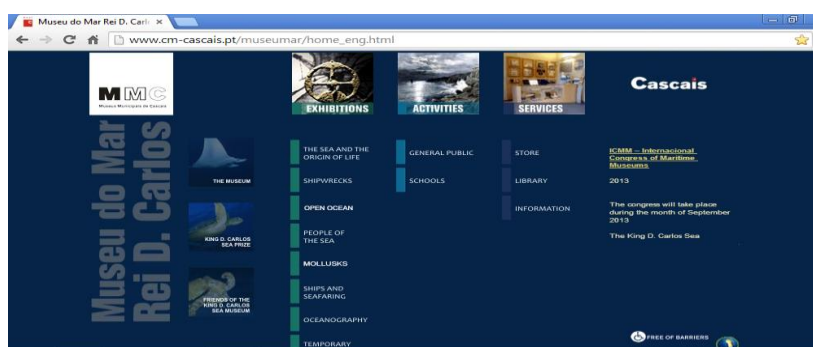 Museu do Mar Rei D. Carl
www.cm-cascais.pt/museumar/home_eng.html
MMC
Museus Municipais de Cascais
EXHIBITIONS
ACTIVITIES
SERVICES
Cascais
Museu do Mar
Rei D. Carlos
THE MUSEUM
KING D. CARLOS
SEA PRIZE
FRIENDS OF THE
KING D. CARLOS
SEA MUSEUM
THE SEA AND THE
ORIGIN OF LIFE
SHIPWRECKS
OPEN OCEAN
PEOPLE OF
THE SEA
MOLLUSKS
SHIPS AND
SEAFARING
OCEANOGRAPHY
TEMPORARY
GENERAL PUBLIC
SCHOOLS
STORE
LIBRARY
INFORMATION
ICMM – Internacional
Congress of Maritime
Museums
2013
The congress will take place
during the month of September
2013
The King D. Carlos Sea
FREE OF BARRIERS